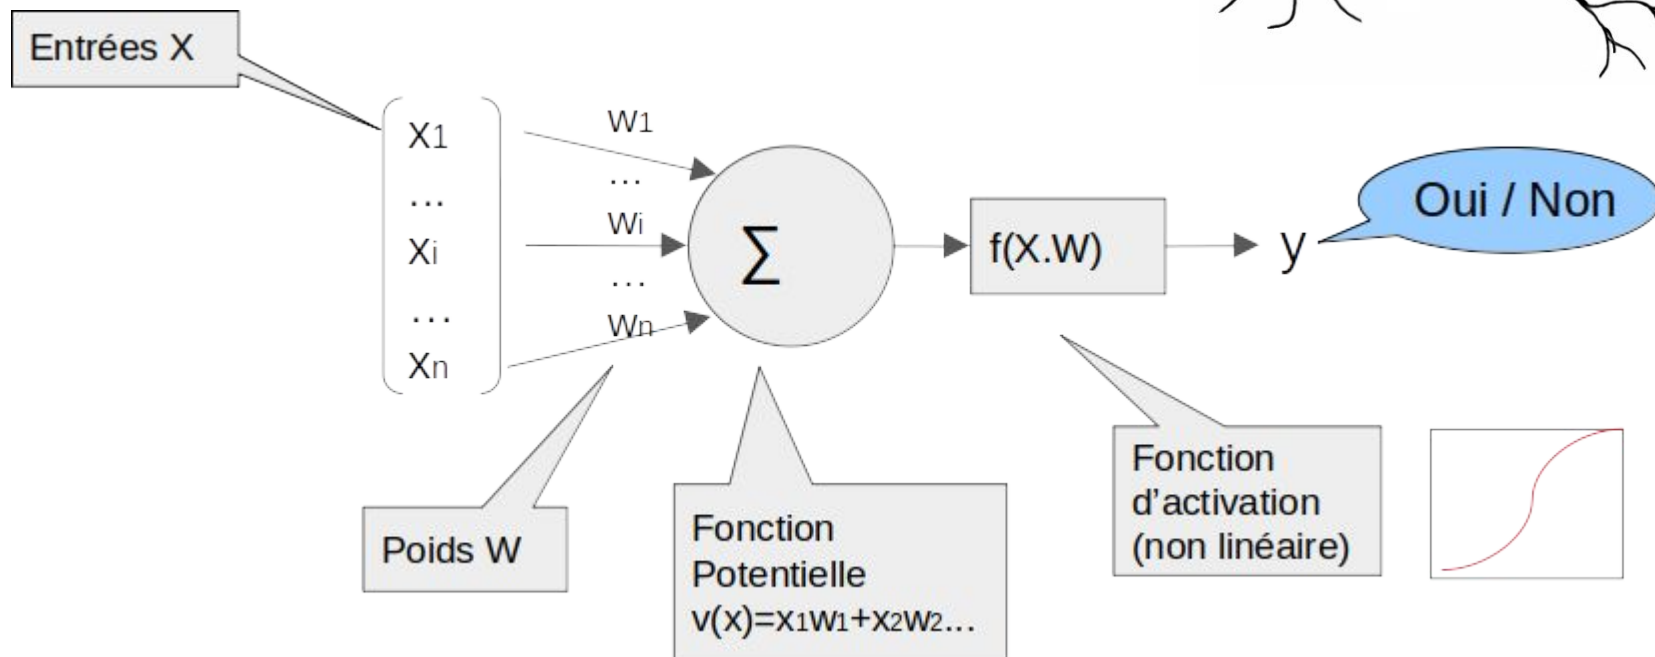 Entrées X
X1
...
Xi
...
Xn
W1
...
Wi
...
Wn
∑
f(X.W)
y
Oui / Non
Poids W
Fonction
Potentielle
v(x)=x1w1+x2w2...
Fonction
d’activation
(non linéaire)